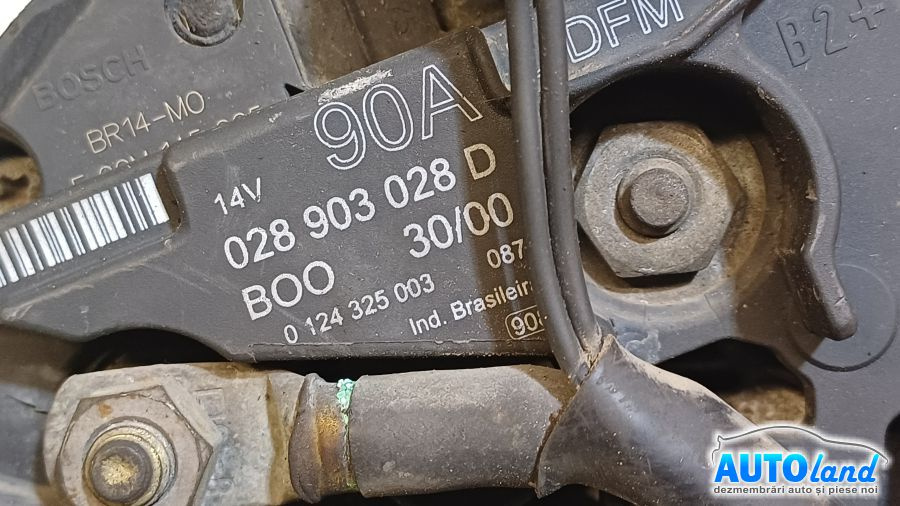 BOSCH
BR14-MO
90A
DFM
B2+
14V
028 903 028 D
BOO 30/00
0 124 325 003 087
Ind. Brasileir
AUTOland
dezmembrări auto și piese noi